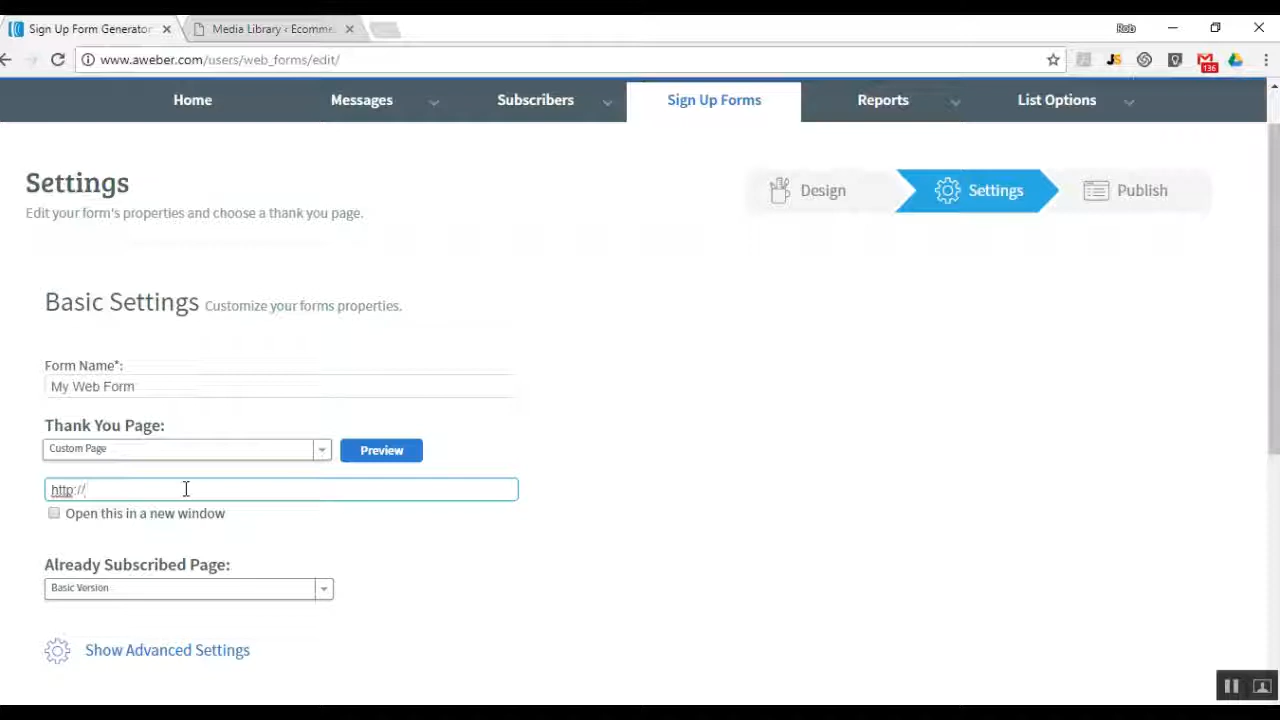 Sign Up Form Generator
Media Library ‹ Ecomme
Rob
www.aweber.com/users/web_forms/edit/
JS
136
Home
Messages
Subscribers
Sign Up Forms
Reports
List Options
Settings
Edit your form's properties and choose a thank you page.
Design
Settings
Publish
Basic Settings Customize your forms properties.
Form Name*:
My Web Form
Thank You Page:
Custom Page
Preview
http://
Open this in a new window
Already Subscribed Page:
Basic Version
Show Advanced Settings